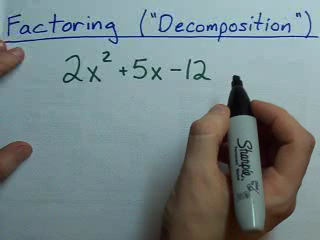 Factoring ("Decomposition")
2x² + 5x - 12
Sharpie